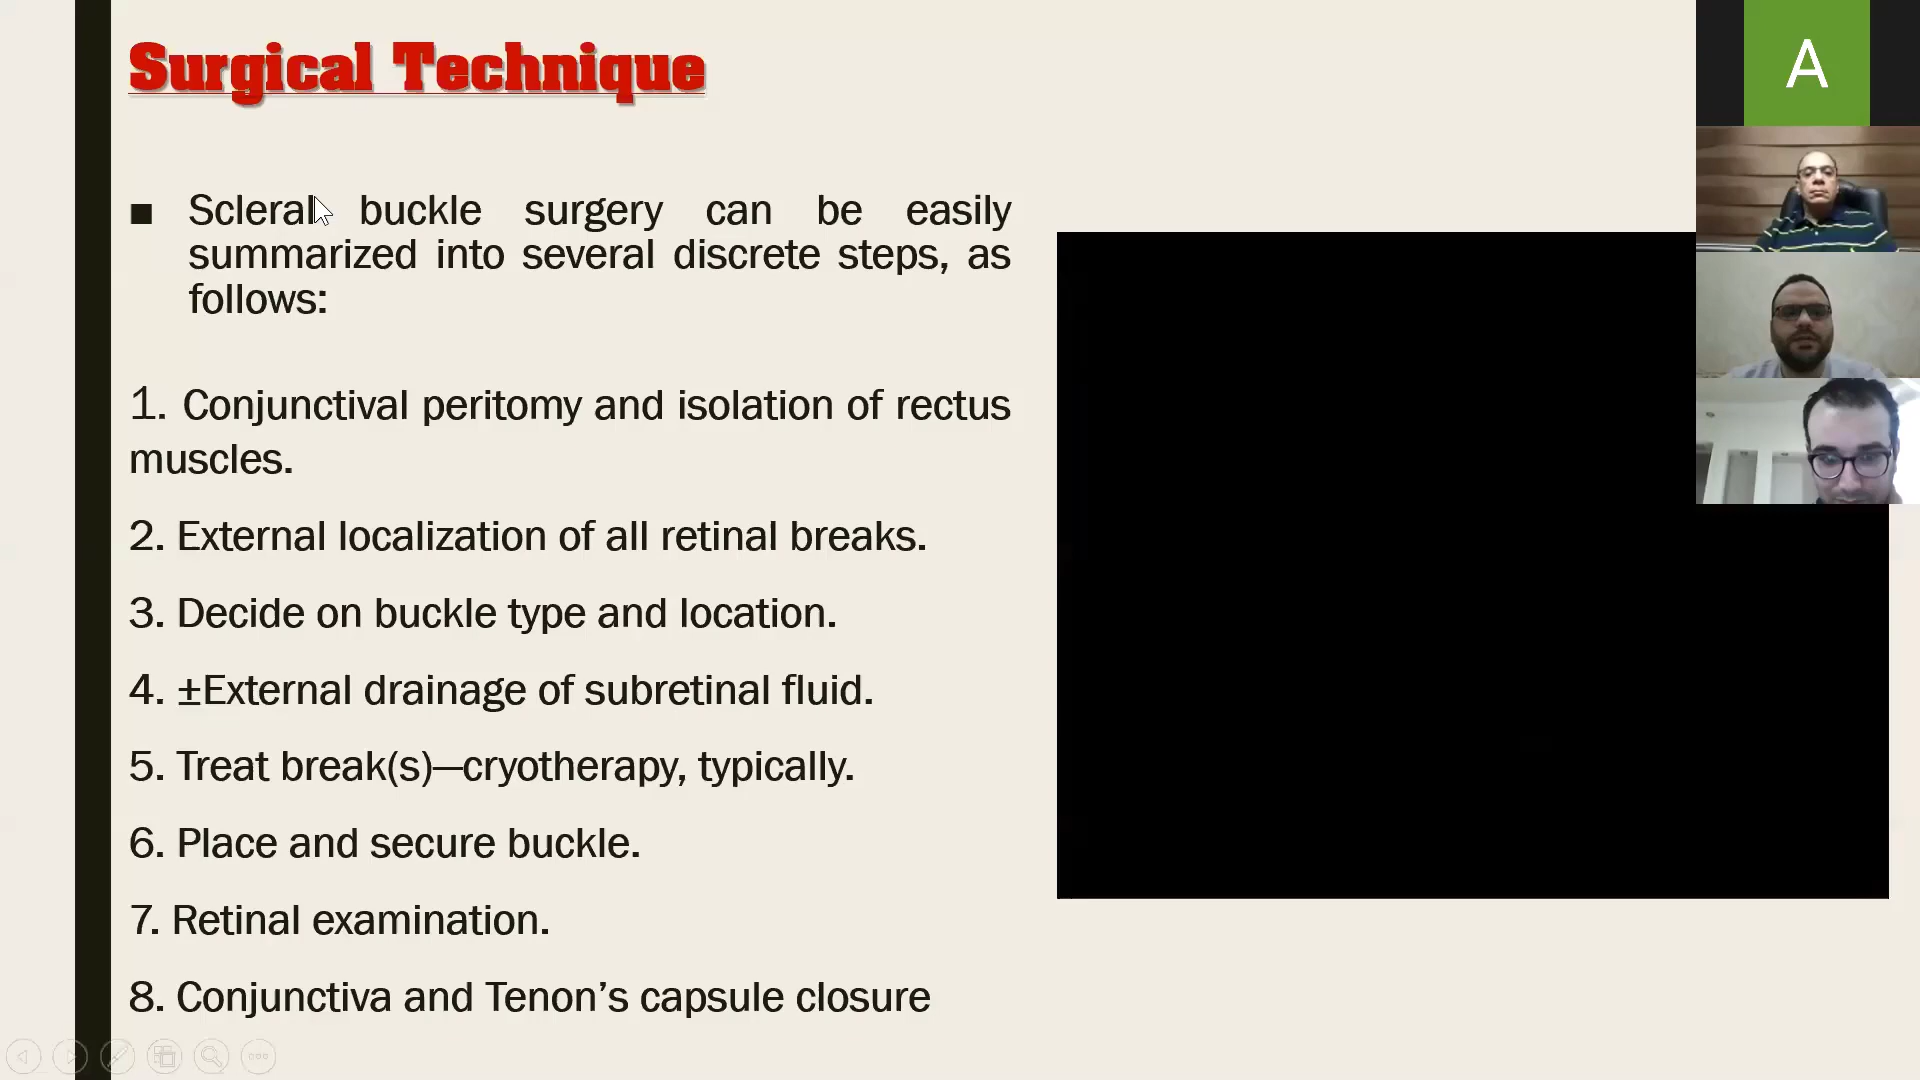 Surgical Technique
A
Scleral buckle surgery can be easily
summarized into several discrete steps, as
follows:
1. Conjunctival peritomy and isolation of rectus
muscles.
2. External localization of all retinal breaks.
3. Decide on buckle type and location.
4. ±External drainage of subretinal fluid.
5. Treat break(s)—cryotherapy, typically.
6. Place and secure buckle.
7. Retinal examination.
8. Conjunctiva and Tenon’s capsule closure